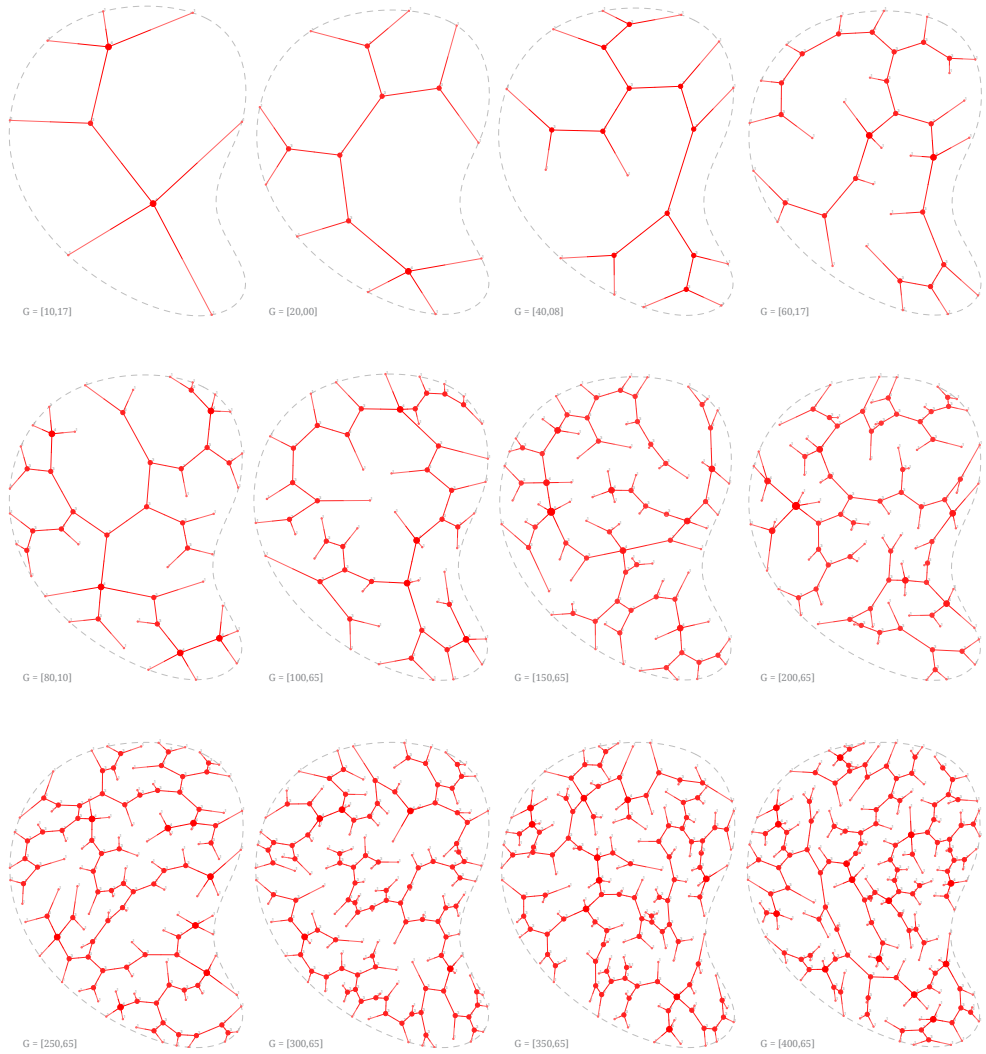 G = [10,17]
G = [20,00]
G = [40,08]
G = [60,17]
G = [80,10]
G = [100,65]
G = [150,65]
G = [200,65]
G = [250,65]
G = [300,65]
G = [350,65]
G = [400,65]